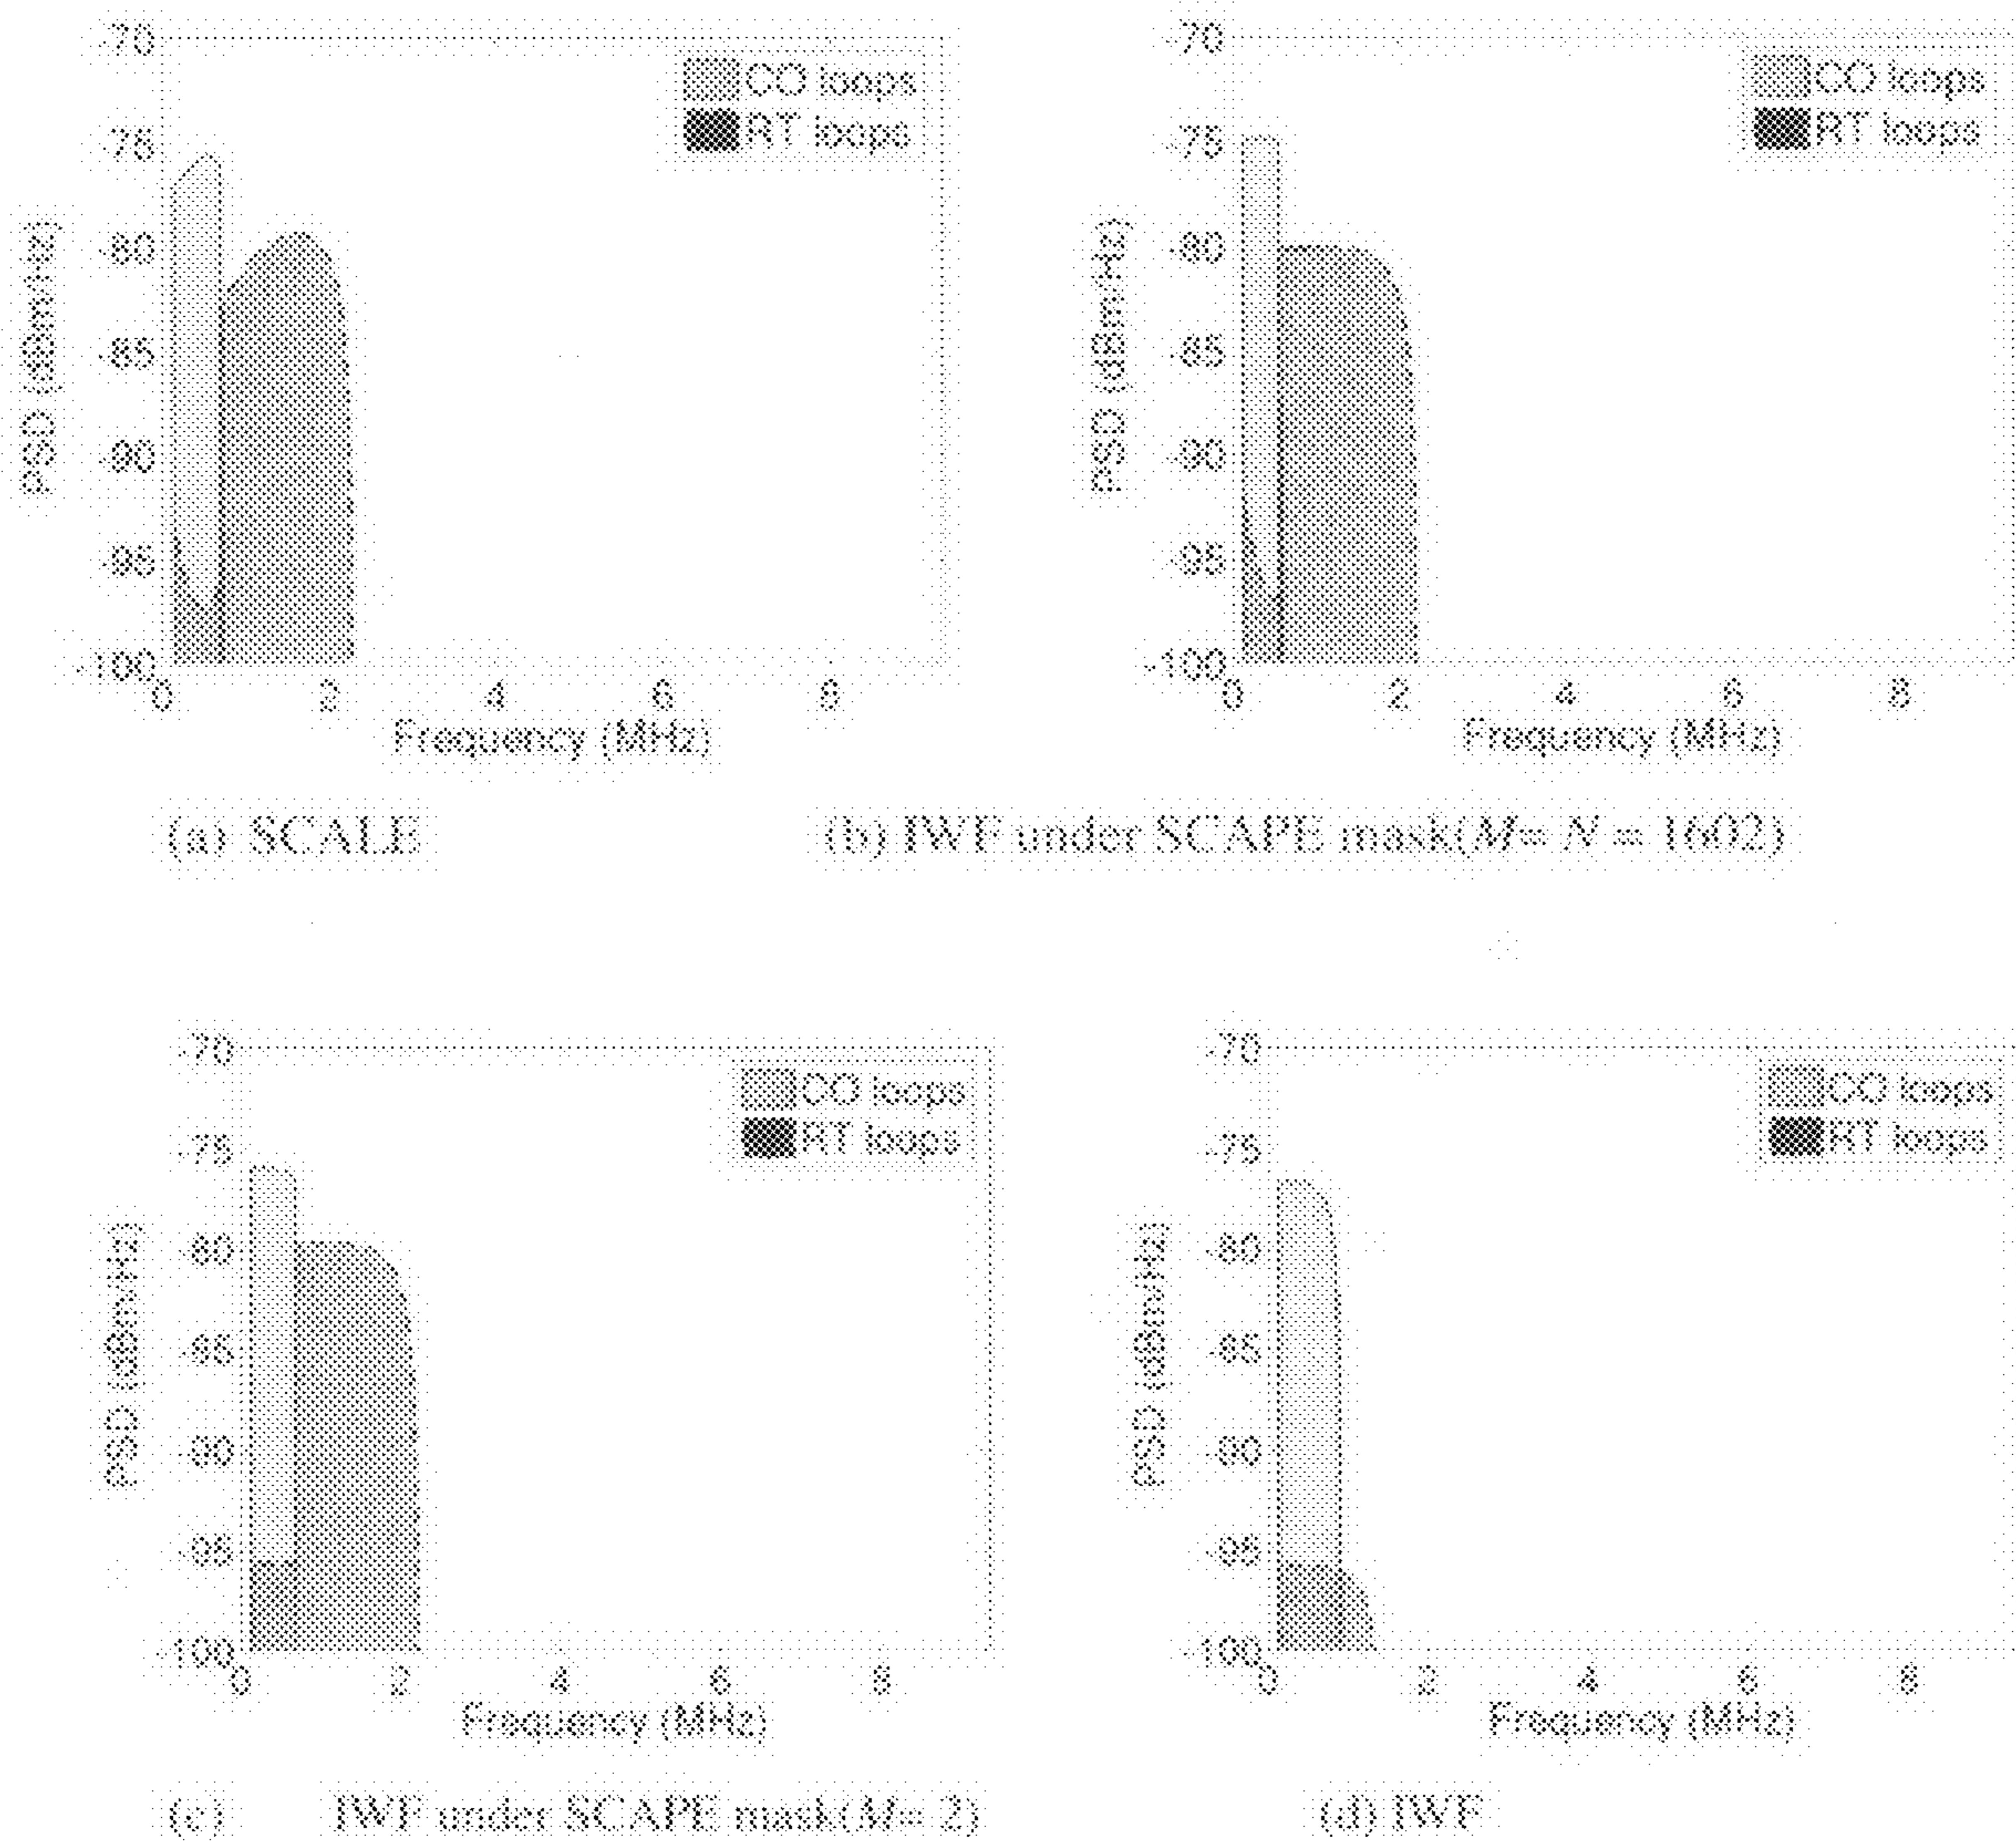 -70
CO loops
RT loops
-75
-80
-85
-90
-95
-100
PSD (dBm/Hz)
0 2 4 6 8
Frequency (MHz)
(a) SCALE
-70
CO loops
RT loops
-75
-80
-85
-90
-95
-100
PSD (dBm/Hz)
0 2 4 6 8
Frequency (MHz)
(b) IWF under SCAPE mask(M= N = 1602)
-70
CO loops
RT loops
-75
-80
-85
-90
-95
-100
PSD (dBm/Hz)
0 2 4 6 8
Frequency (MHz)
(c) IWF under SCAPE mask(M= 2)
-70
CO loops
RT loops
-75
-80
-85
-90
-95
-100
PSD (dBm/Hz)
0 2 4 6 8
Frequency (MHz)
(d) IWF